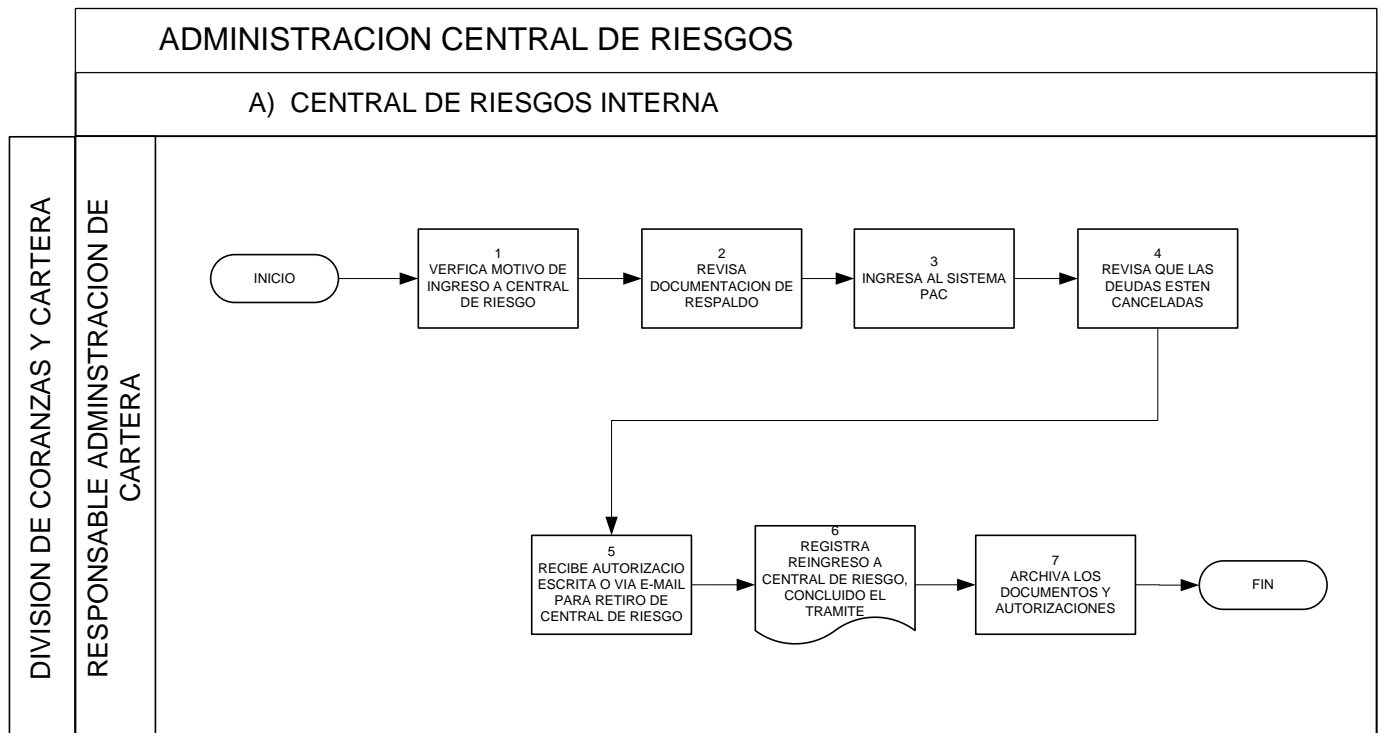 ADMINISTRACION CENTRAL DE RIESGOS
A) CENTRAL DE RIESGOS INTERNA
DIVISION DE CORANZAS Y CARTERA
RESPONSABLE ADMINSTRACION DE
CARTERA
INICIO
1
VERFICA MOTIVO DE
INGRESO A CENTRAL
DE RIESGO
2
REVISA
DOCUMENTACION DE
RESPALDO
3
INGRESA AL SISTEMA
PAC
4
REVISA QUE LAS
DEUDAS ESTEN
CANCELADAS
5
RECIBE AUTORIZACIO
ESCRITA O VIA E-MAIL
PARA RETIRO DE
CENTRAL DE RIESGO
6
REGISTRA
REINGRESO A
CENTRAL DE RIESGO,
CONCLUIDO EL
TRAMITE
7
ARCHIVA LOS
DOCUMENTOS Y
AUTORIZACIONES
FIN